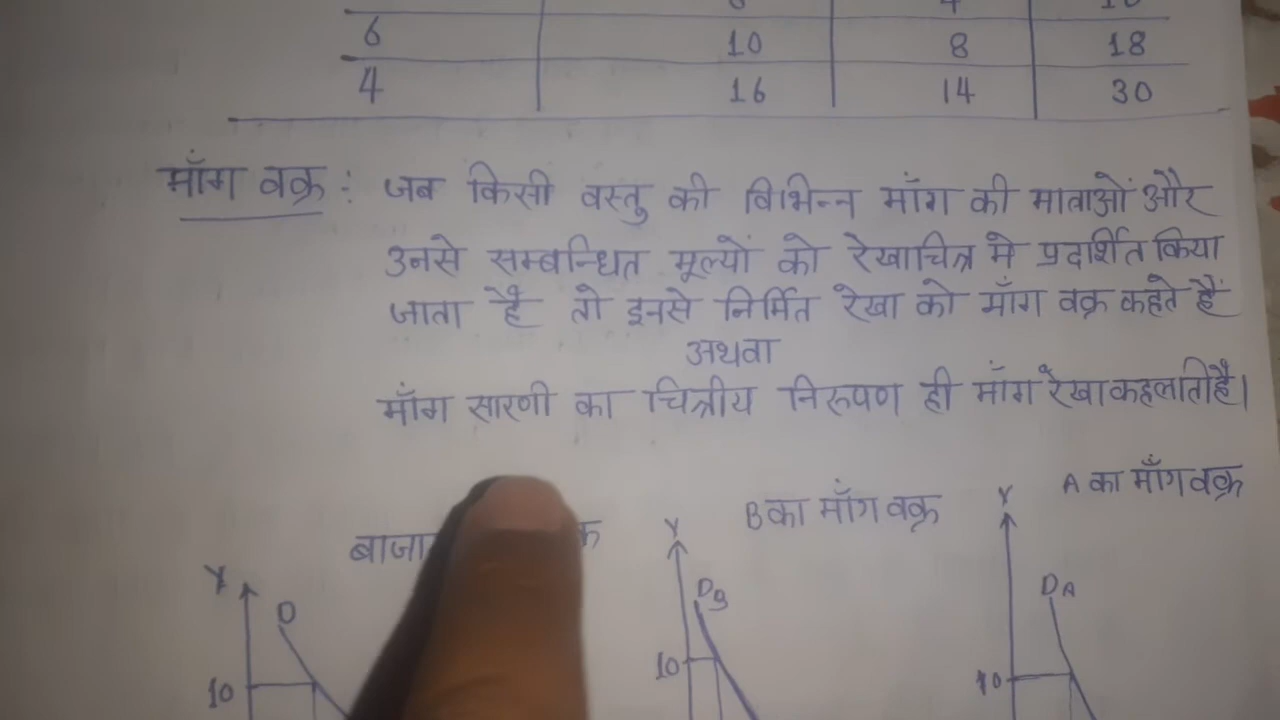 6 10 8 18
4 16 14 30
माँग वक्र : जब किसी वस्तु की विभिन्न माँग की मात्राओं और
उनसे सम्बन्धित मूल्यों को रेखाचित्र मे प्रदर्शित किया
जाता है तो इनसे निर्मित रेखा को माँग वक्र कहते हैं
अथवा
माँग सारणी का चित्रीय निरूपण ही माँग रेखा कहलाती है।
A का माँग वक्र
B का माँग वक्र
Y
Y
Y
D
DB
DA
10
10
10